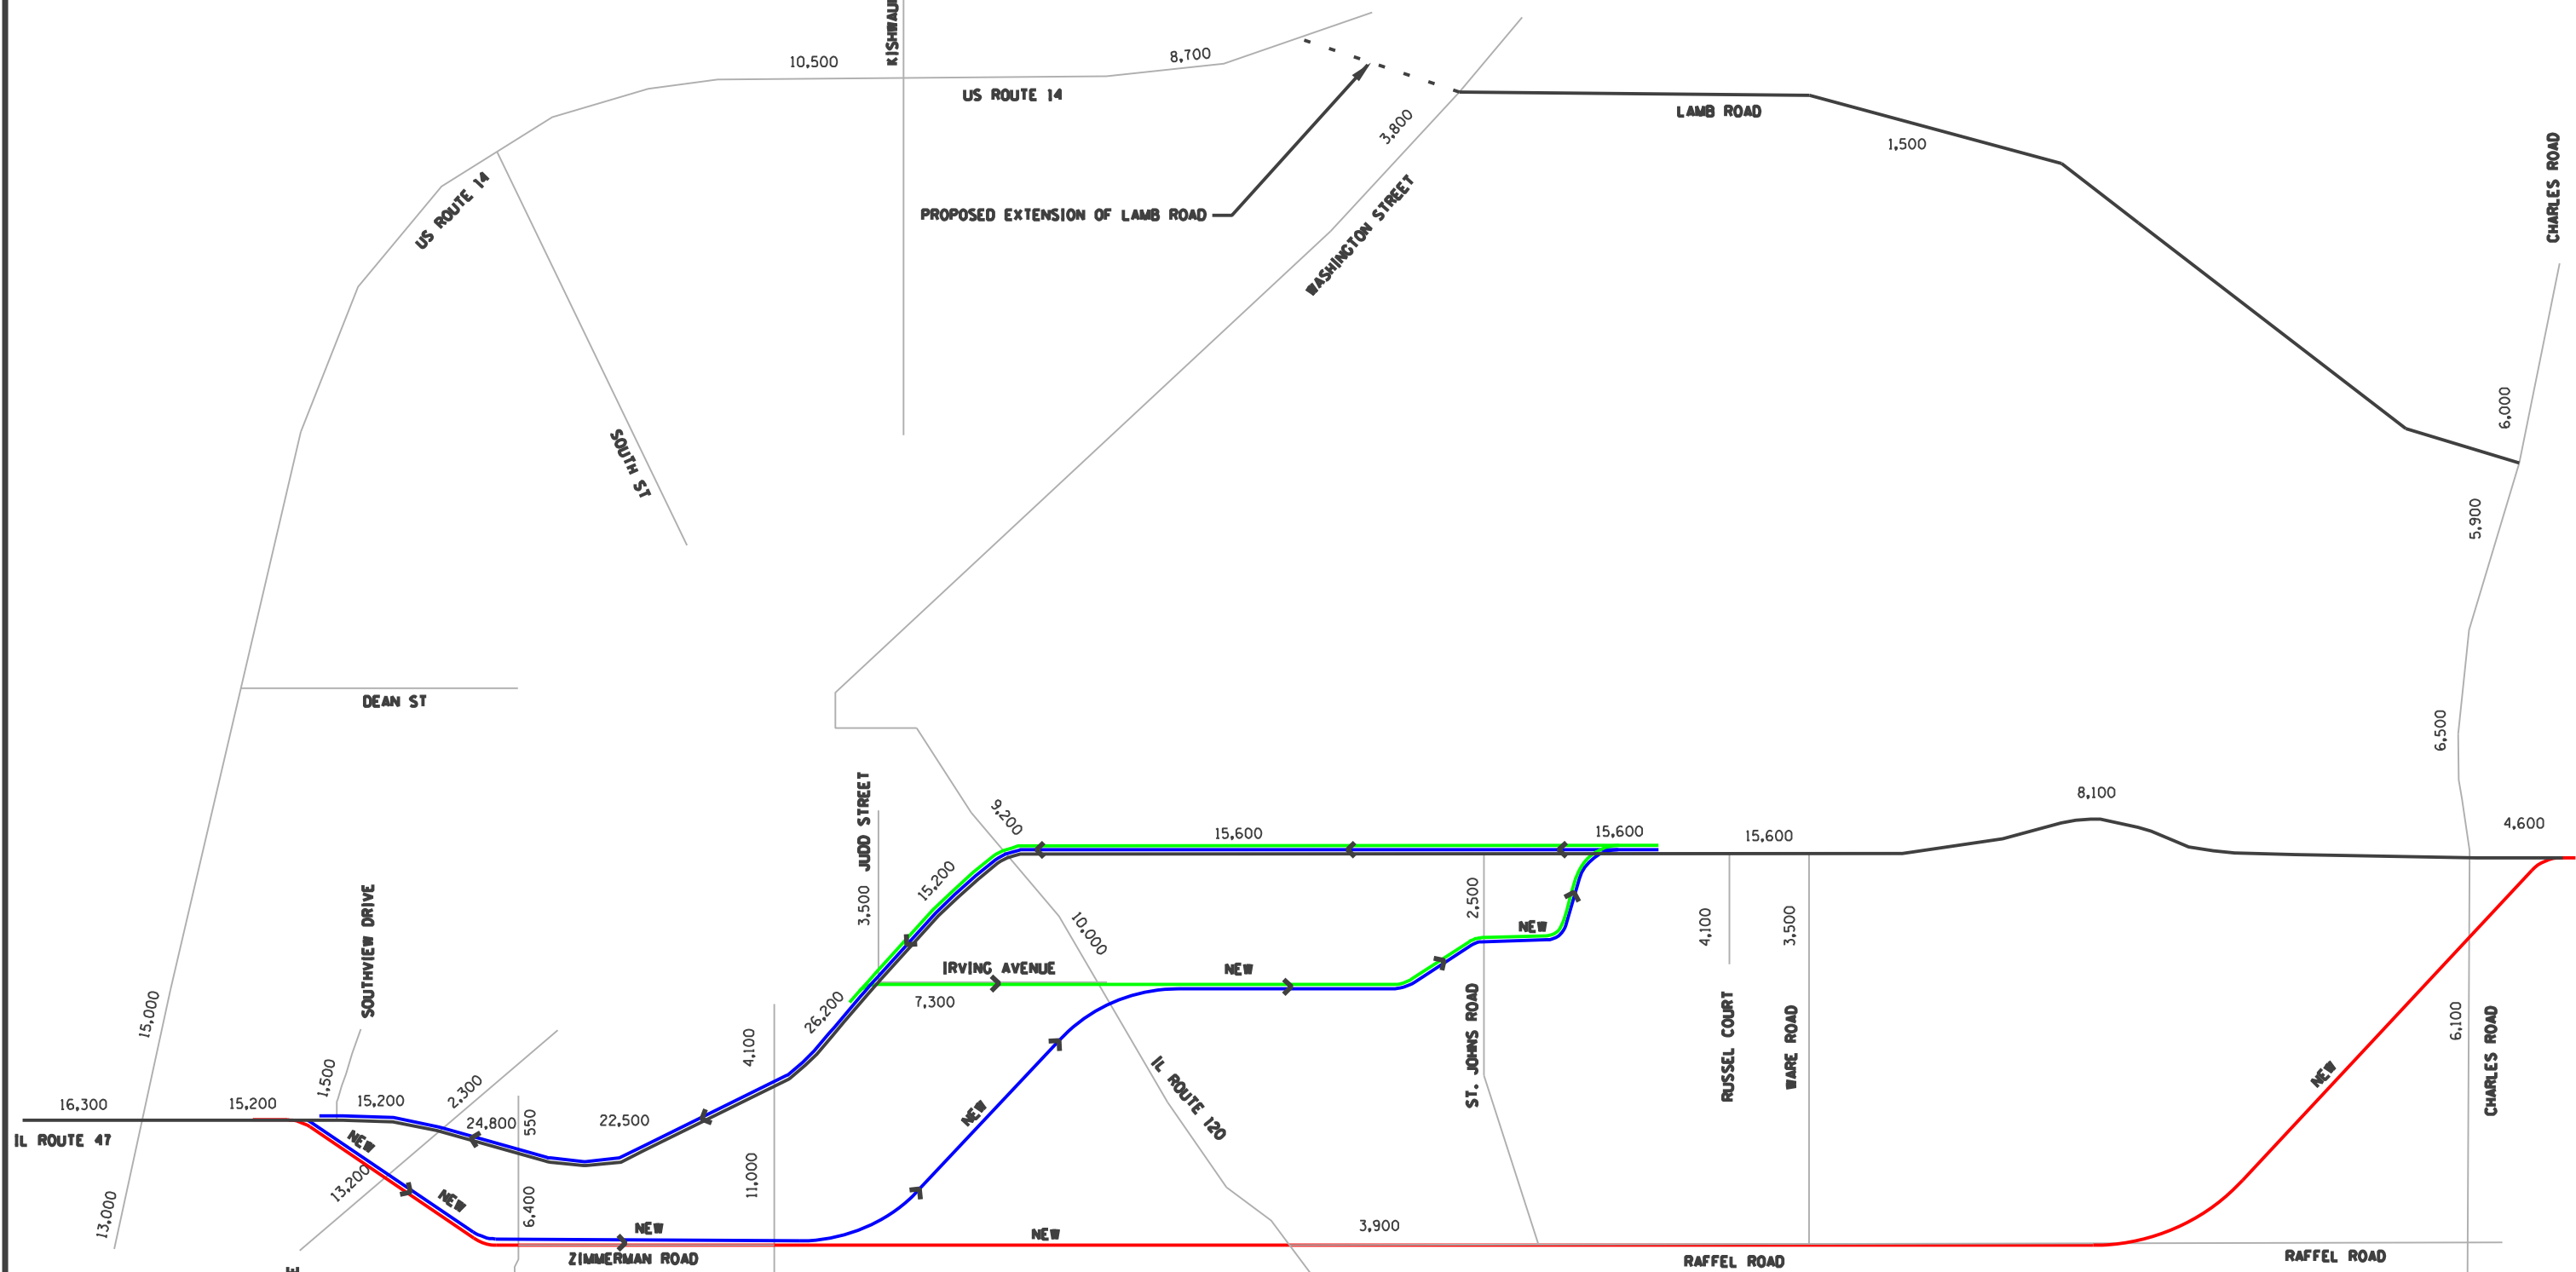 KISHWAU
10,500
8,700
US ROUTE 14
LAMB ROAD
3,800
1,500
CHARLES ROAD
US ROUTE 14
PROPOSED EXTENSION OF LAMB ROAD
WASHINGTON STREET
6,000
SOUTH ST
5,900
DEAN ST
6,500
JUDD STREET
9,200
15,600
15,600
15,600
8,100
4,600
SOUTHVIEW DRIVE
3,500
15,200
10,000
2,500
4,100
3,500
NEW
IRVING AVENUE
NEW
7,300
15,000
26,200
4,100
ST. JOHNS ROAD
RUSSEL COURT
WARE ROAD
6,100
CHARLES ROAD
1,500
2,300
16,300
15,200
15,200
24,800
550
22,500
IL ROUTE 47
NEW
NEW
IL ROUTE 120
NEW
13,200
NEW
11,000
13,000
6,400
NEW
NEW
3,900
ZIMMERMAN ROAD
RAFFEL ROAD
RAFFEL ROAD